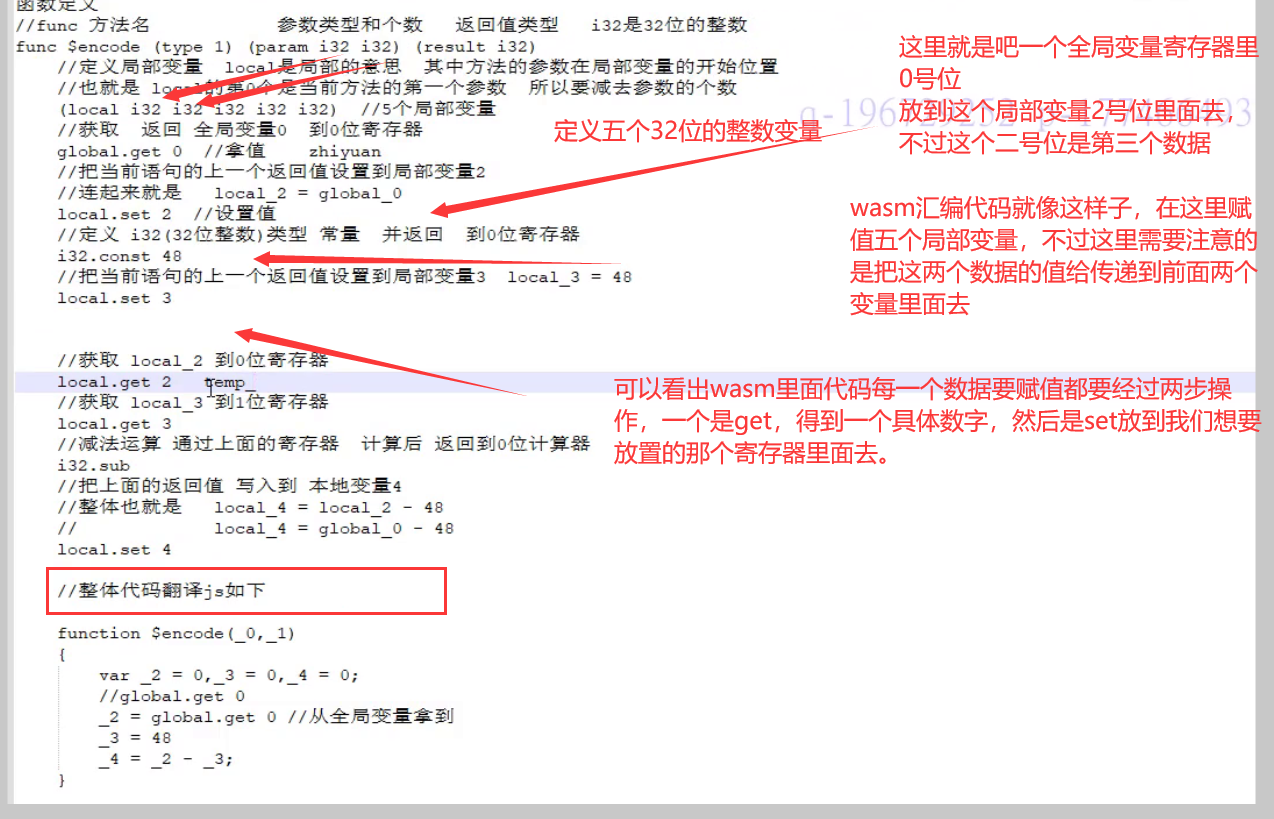 函数定义
//func 方法名 参数类型和个数 返回值类型 i32是32位的整数
func $encode (type 1) (param i32 i32) (result i32)
//定义局部变量 local是局部的意思 其中方法的参数在局部变量的开始位置
//也就是 local的第0个是当前方法的第一个参数 所以要减去参数的个数
(local i32 i32 i32 i32 i32) //5个局部变量
//获取 返回 全局变量0 到0位寄存器
global.get 0 //拿值 zhiyuan
//把当前语句的上一个返回值设置到局部变量2
//连起来就是 local_2 = global_0
local.set 2 //设置值
//定义 i32(32位整数)类型 常量 并返回 到0位寄存器
i32.const 48
//把当前语句的上一个返回值设置到局部变量3 local_3 = 48
local.set 3
这里就是吧一个全局变量寄存器里
0号位
放到这个局部变量2号位里面去,
不过这个二号位是第三个数据
定义五个32位的整数变量
wasm汇编代码就像这样子，在这里赋
值五个局部变量，不过这里需要注意的
是把这两个数据的值给传递到前面两个
变量里面去
//获取 local_2 到0位寄存器
local.get 2 temp_
//获取 local_3 到1位寄存器
local.get 3
//减法运算 通过上面的寄存器 计算后 返回到0位计算器
i32.sub
//把上面的返回值 写入到 本地变量4
//整体也就是 local_4 = local_2 - 48
// local_4 = global_0 - 48
local.set 4
可以看出wasm里面代码每一个数据要赋值都要经过两步操
作，一个是get，得到一个具体数字，然后是set放到我们想要
放置的那个寄存器里面去。
//整体代码翻译js如下
function $encode(_0,_1)
{
var _2 = 0,_3 = 0,_4 = 0;
//global.get 0
_2 = global.get 0 //从全局变量拿到
_3 = 48
_4 = _2 - _3;
}